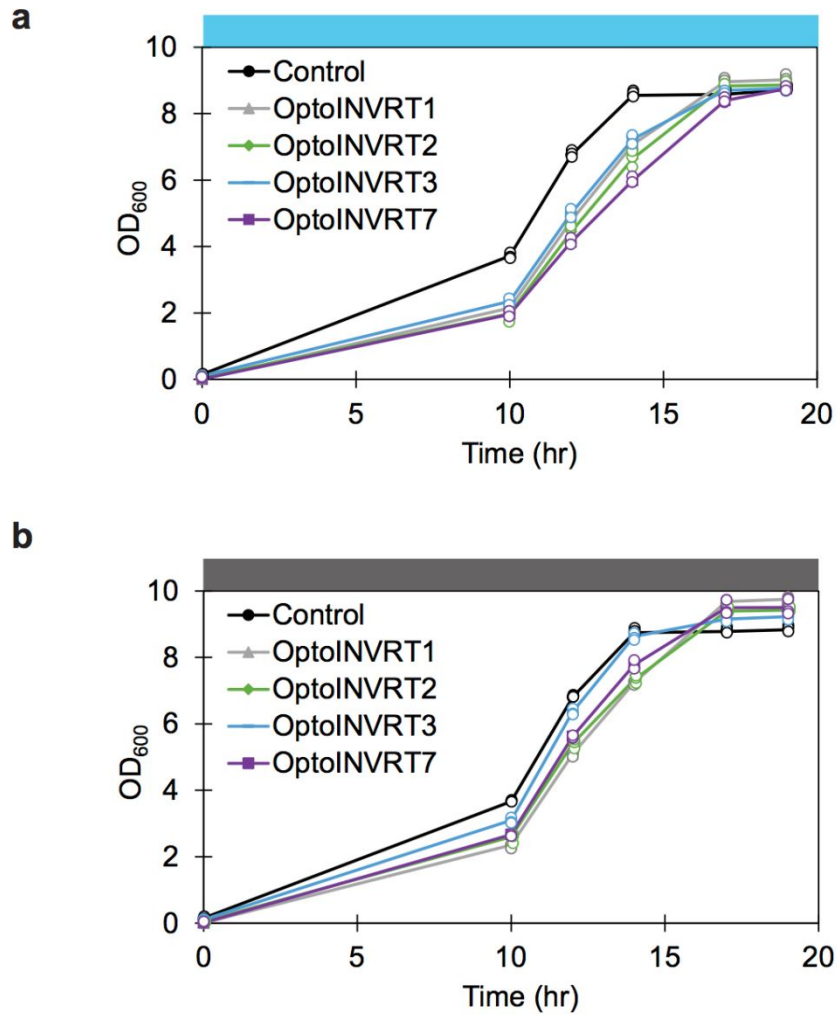 a
10
8
6
4
2
0
OD600
Control
OptoINVRT1
OptoINVRT2
OptoINVRT3
OptoINVRT7
0 5 10 15 20
Time (hr)
b
10
8
6
4
2
0
OD600
Control
OptoINVRT1
OptoINVRT2
OptoINVRT3
OptoINVRT7
0 5 10 15 20
Time (hr)